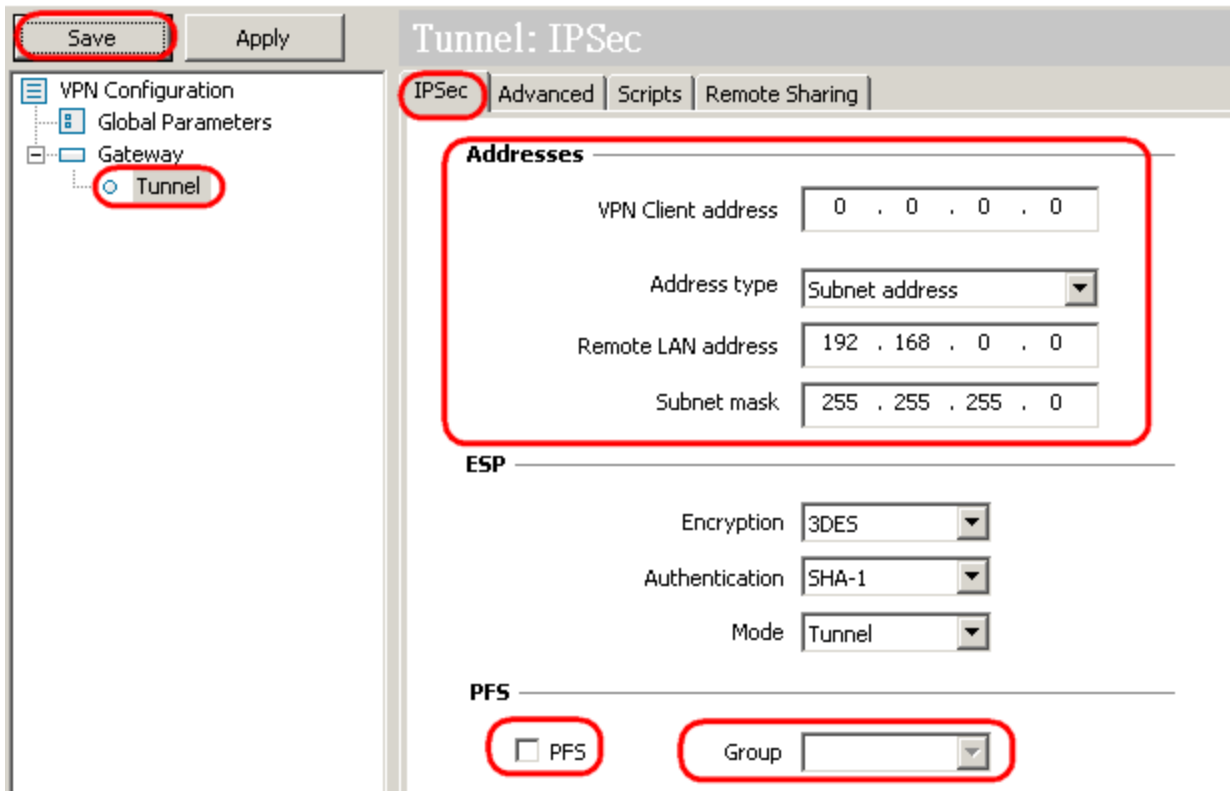 Save
Apply
VPN Configuration
Global Parameters
Gateway
Tunnel
Tunnel: IPSec
IPSec
Advanced
Scripts
Remote Sharing
Addresses
VPN Client address 0 . 0 . 0 . 0
Address type Subnet address
Remote LAN address 192 . 168 . 0 . 0
Subnet mask 255 . 255 . 255 . 0
ESP
Encryption 3DES
Authentication SHA-1
Mode Tunnel
PFS
PFS Group